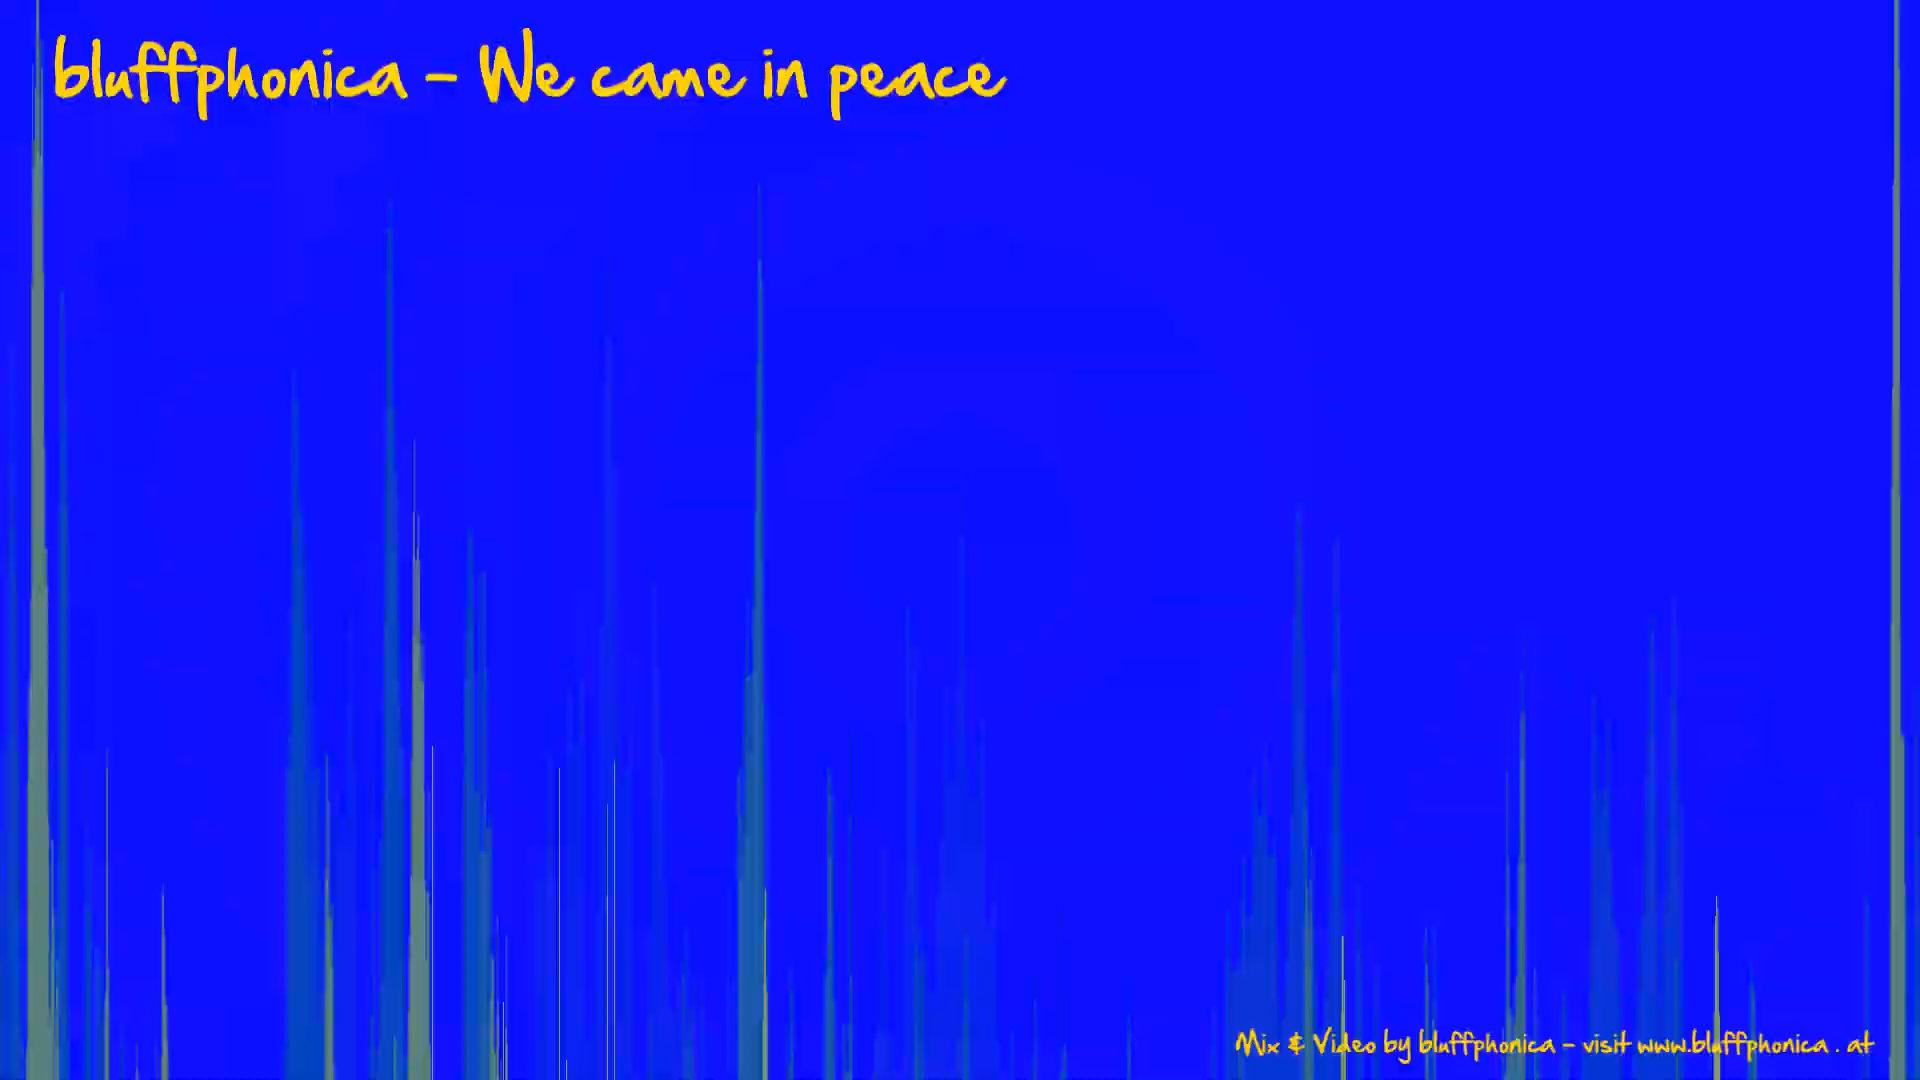 bluffphonica - We came in peace
Mix & Video by bluffphonica - visit www.bluffphonica . at